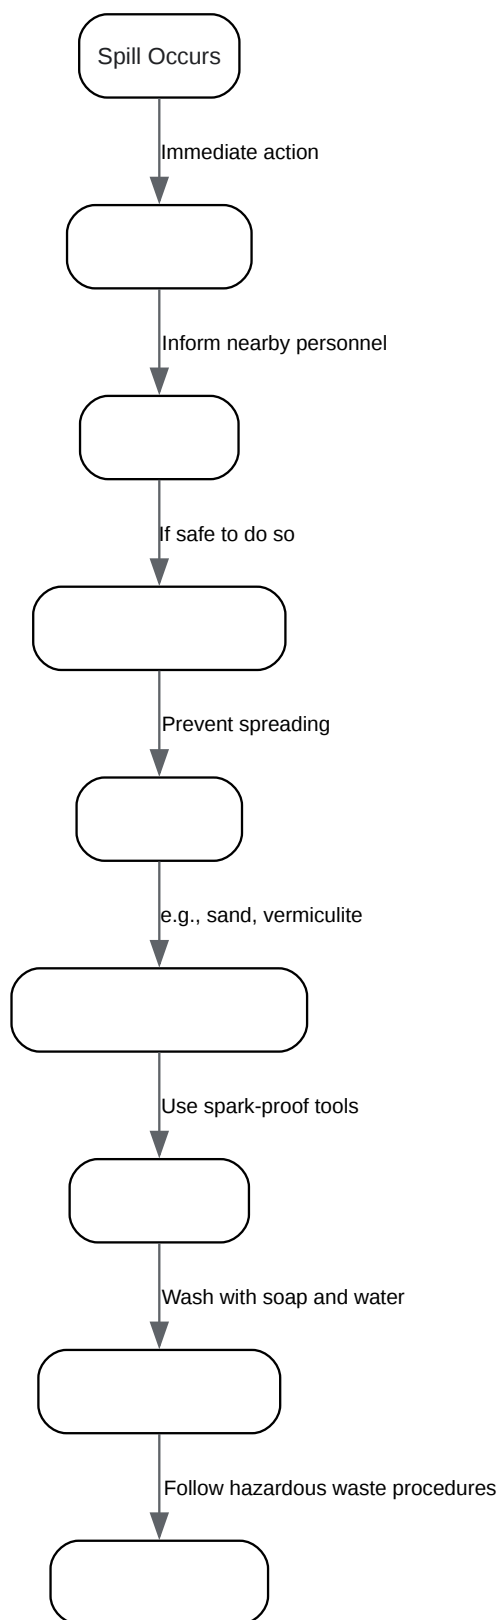 Spill Occurs
Immediate action
Inform nearby personnel
If safe to do so
Prevent spreading
e.g., sand, vermiculite
Use spark-proof tools
Wash with soap and water
Follow hazardous waste procedures